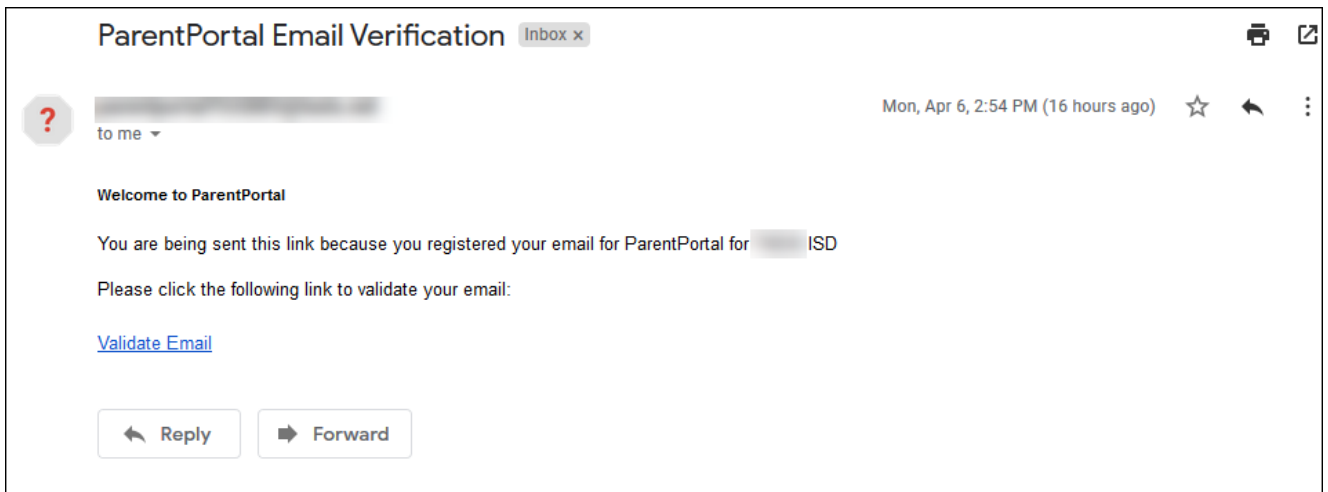 ParentPortal Email Verification Inbox x
?
Mon, Apr 6, 2:54 PM (16 hours ago)
to me
Welcome to ParentPortal
You are being sent this link because you registered your email for ParentPortal for ISD
Please click the following link to validate your email:
Validate Email
Reply Forward